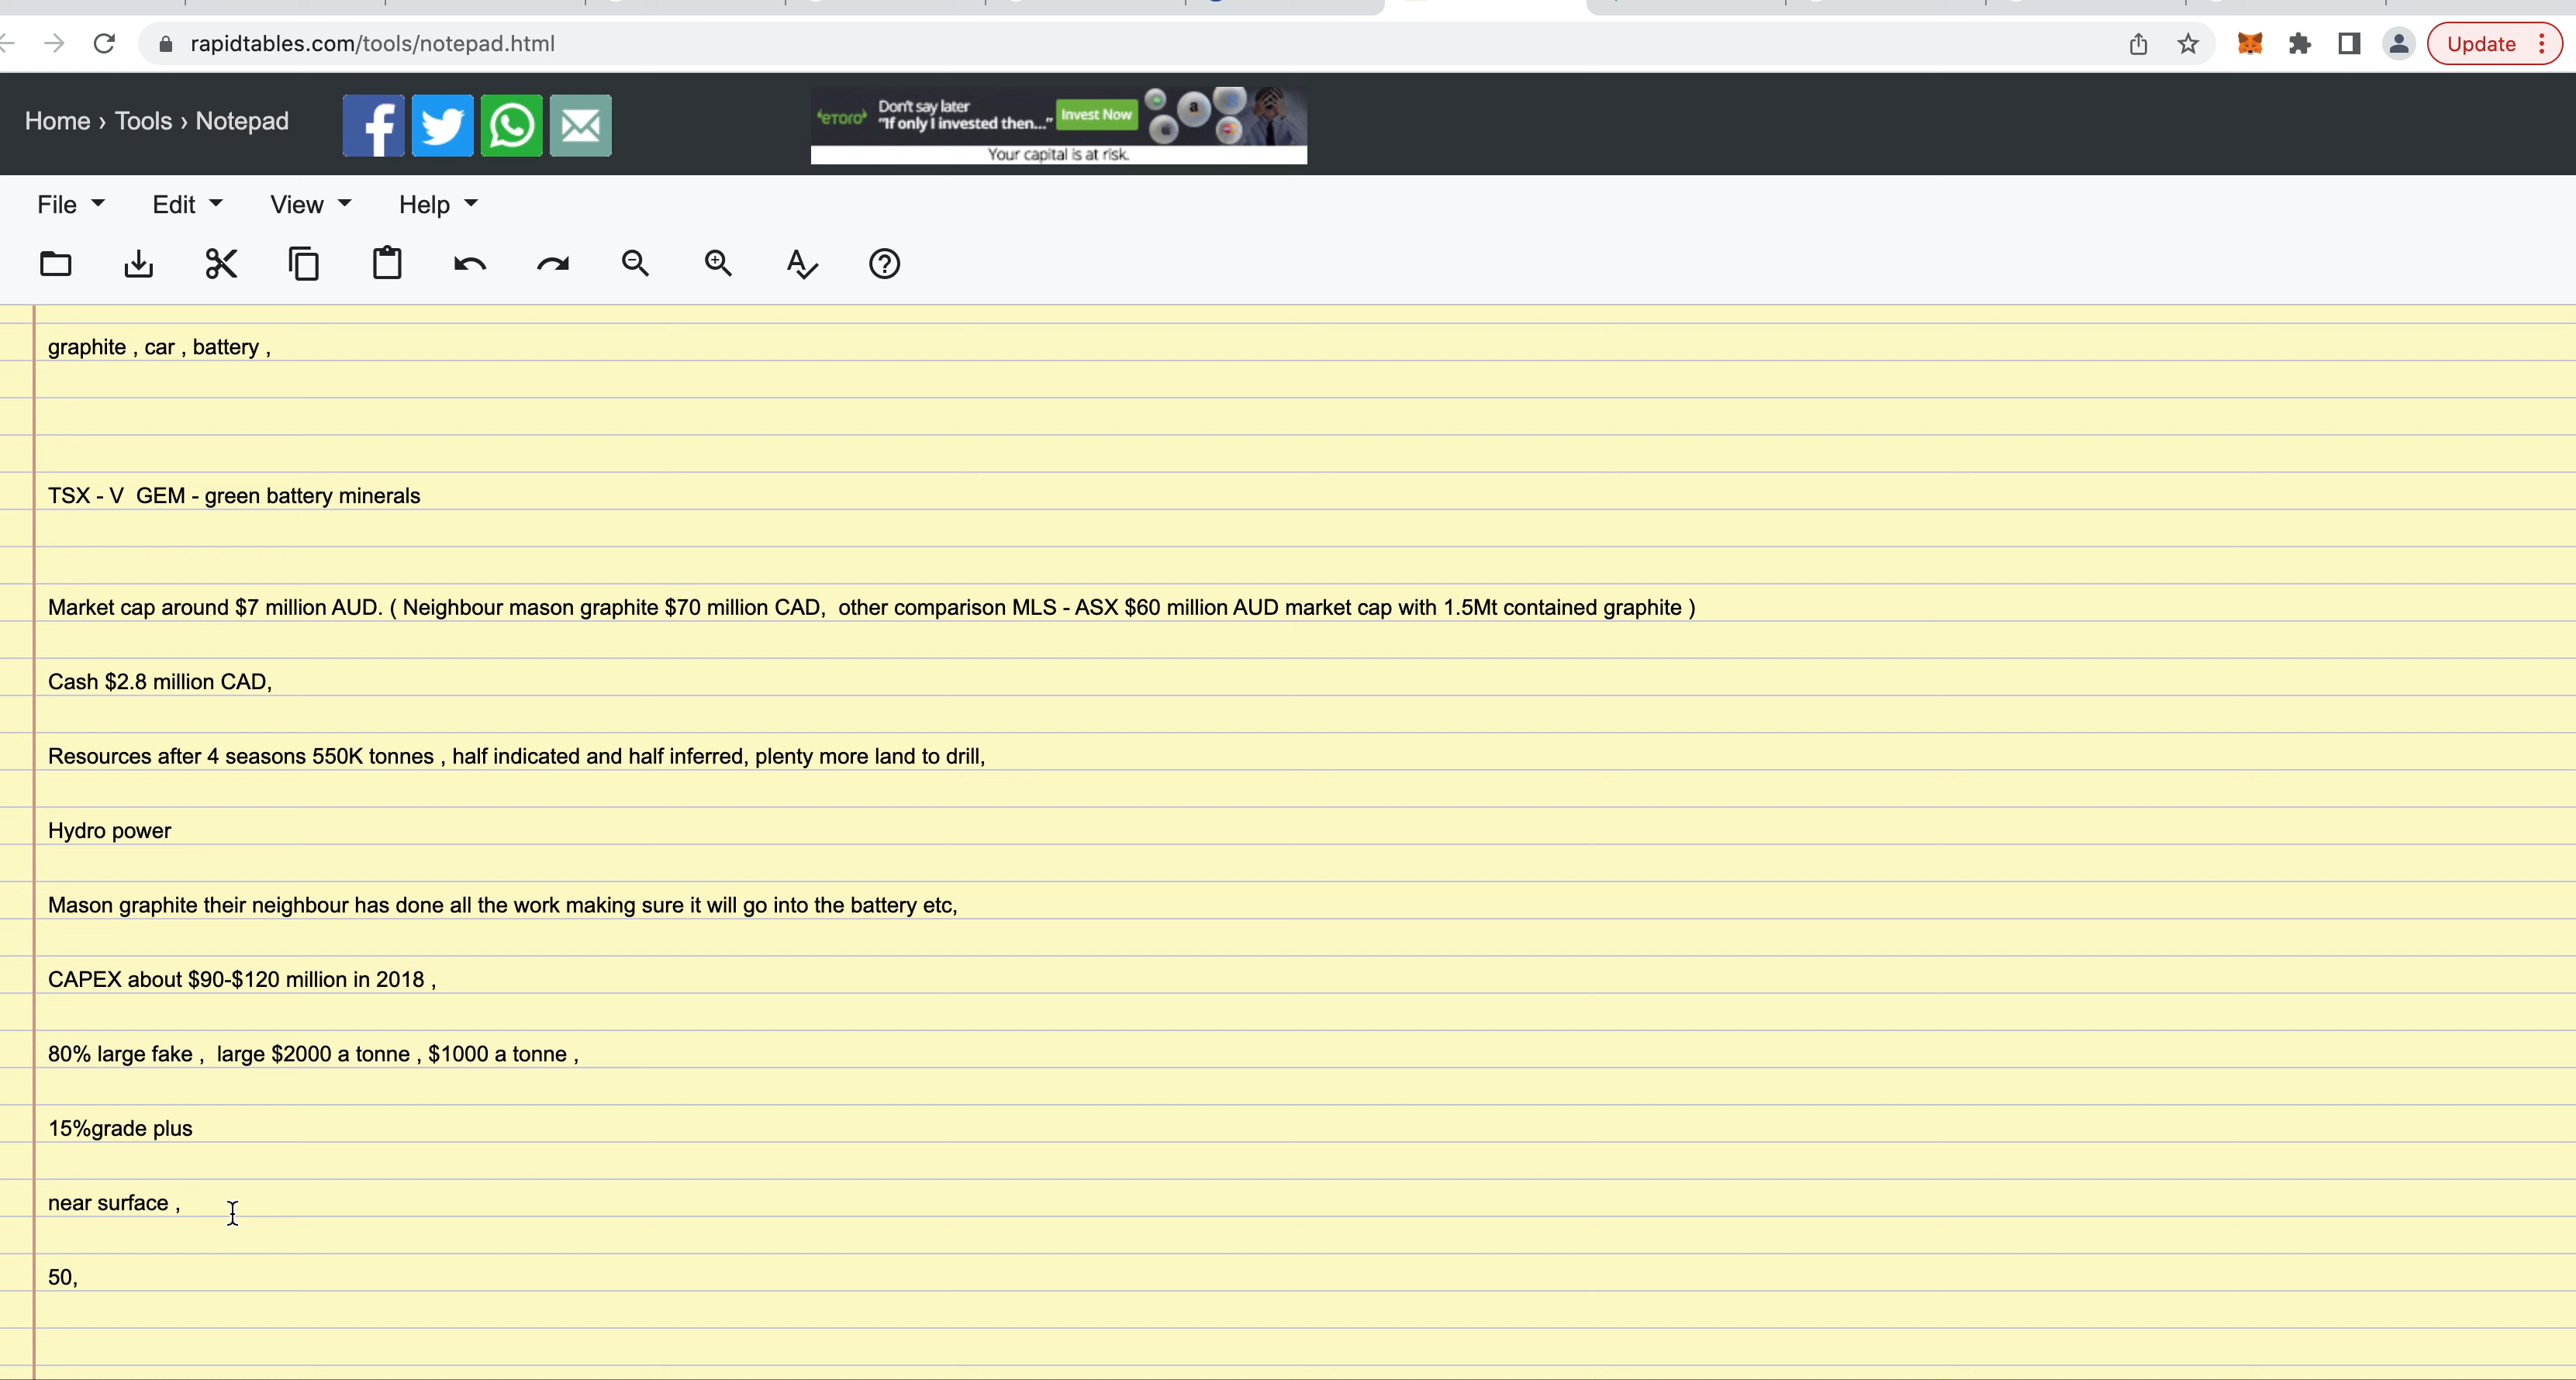 rapidtables.com/tools/notepad.html
Update
Home › Tools › Notepad
eToro
Don't say later
"If only I invested then..."
Invest Now
a
Your capital is at risk.
File Edit View Help
graphite , car , battery ,
TSX - V  GEM - green battery minerals
Market cap around $7 million AUD. ( Neighbour mason graphite $70 million CAD,  other comparison MLS - ASX $60 million AUD market cap with 1.5Mt contained graphite )
Cash $2.8 million CAD,
Resources after 4 seasons 550K tonnes , half indicated and half inferred, plenty more land to drill,
Hydro power
Mason graphite their neighbour has done all the work making sure it will go into the battery etc,
CAPEX about $90-$120 million in 2018 ,
80% large fake ,  large $2000 a tonne , $1000 a tonne ,
15%grade plus
near surface ,
50,